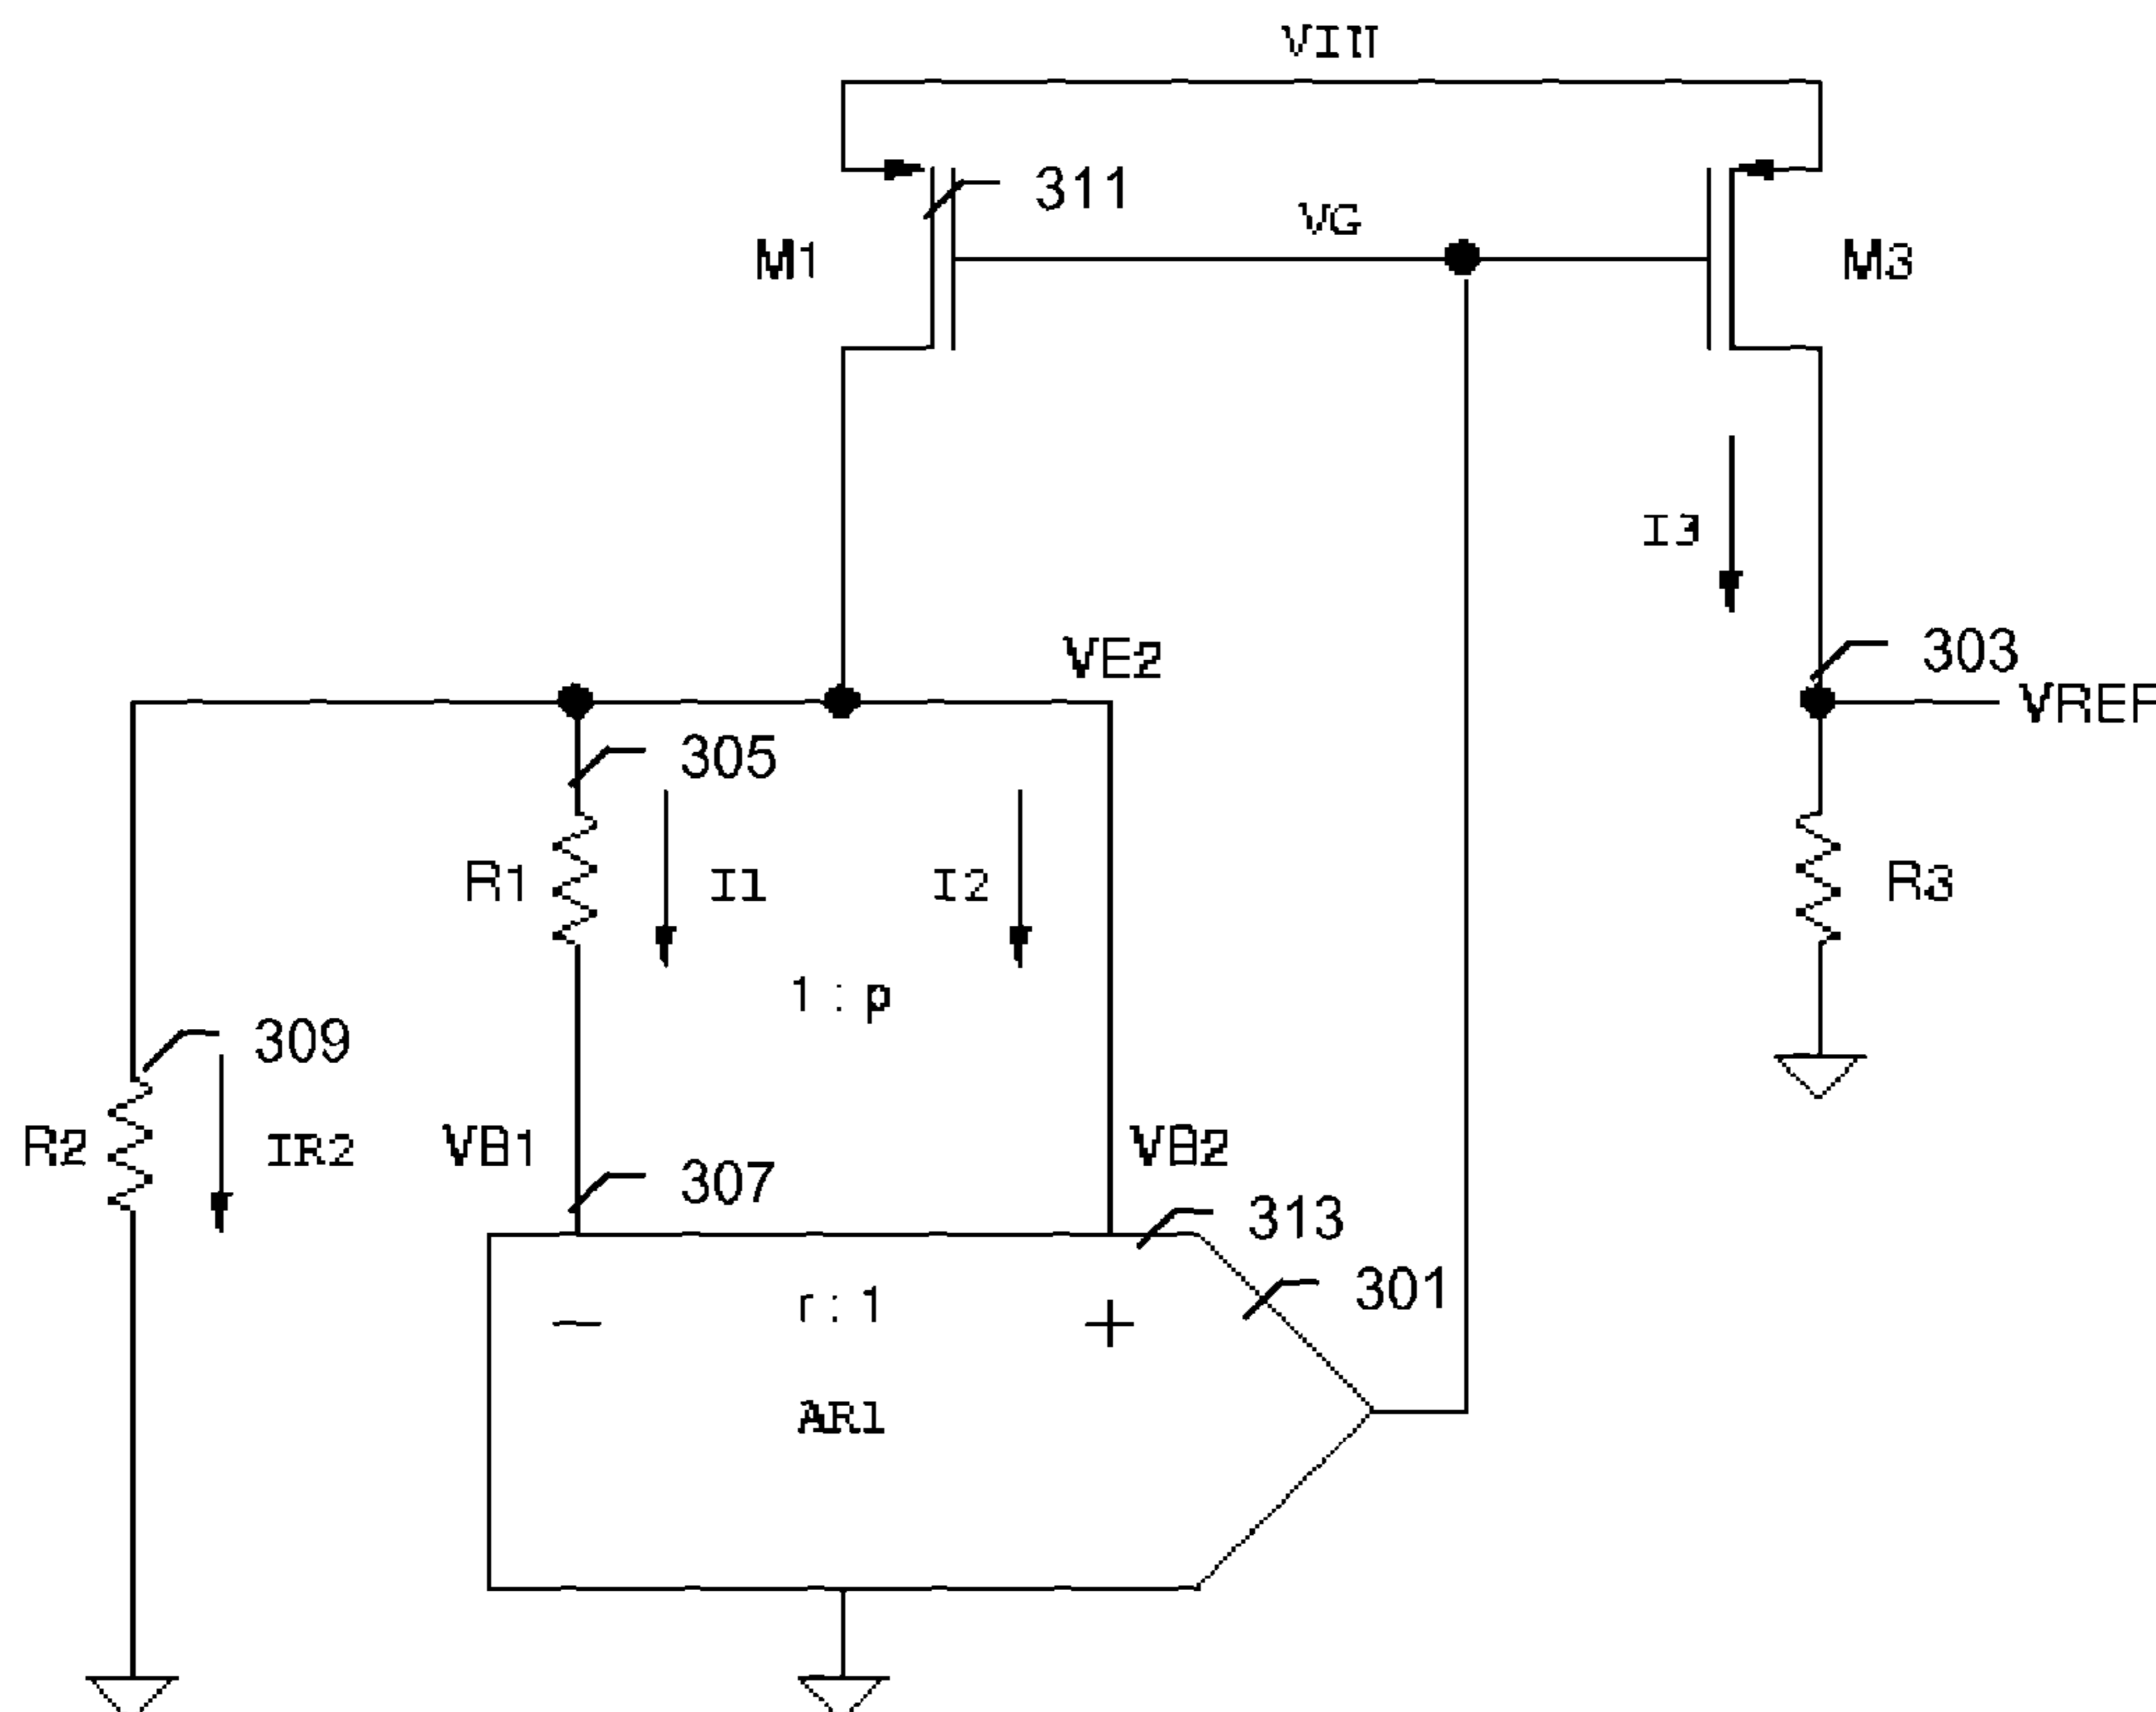 VIN
311
VG
M1
M3
I3
VE2
303
VREF
305
R1
I1
I2
R3
1 : p
309
R2
IR2
VB1
VB2
307
313
r : 1
301
− +
AR1